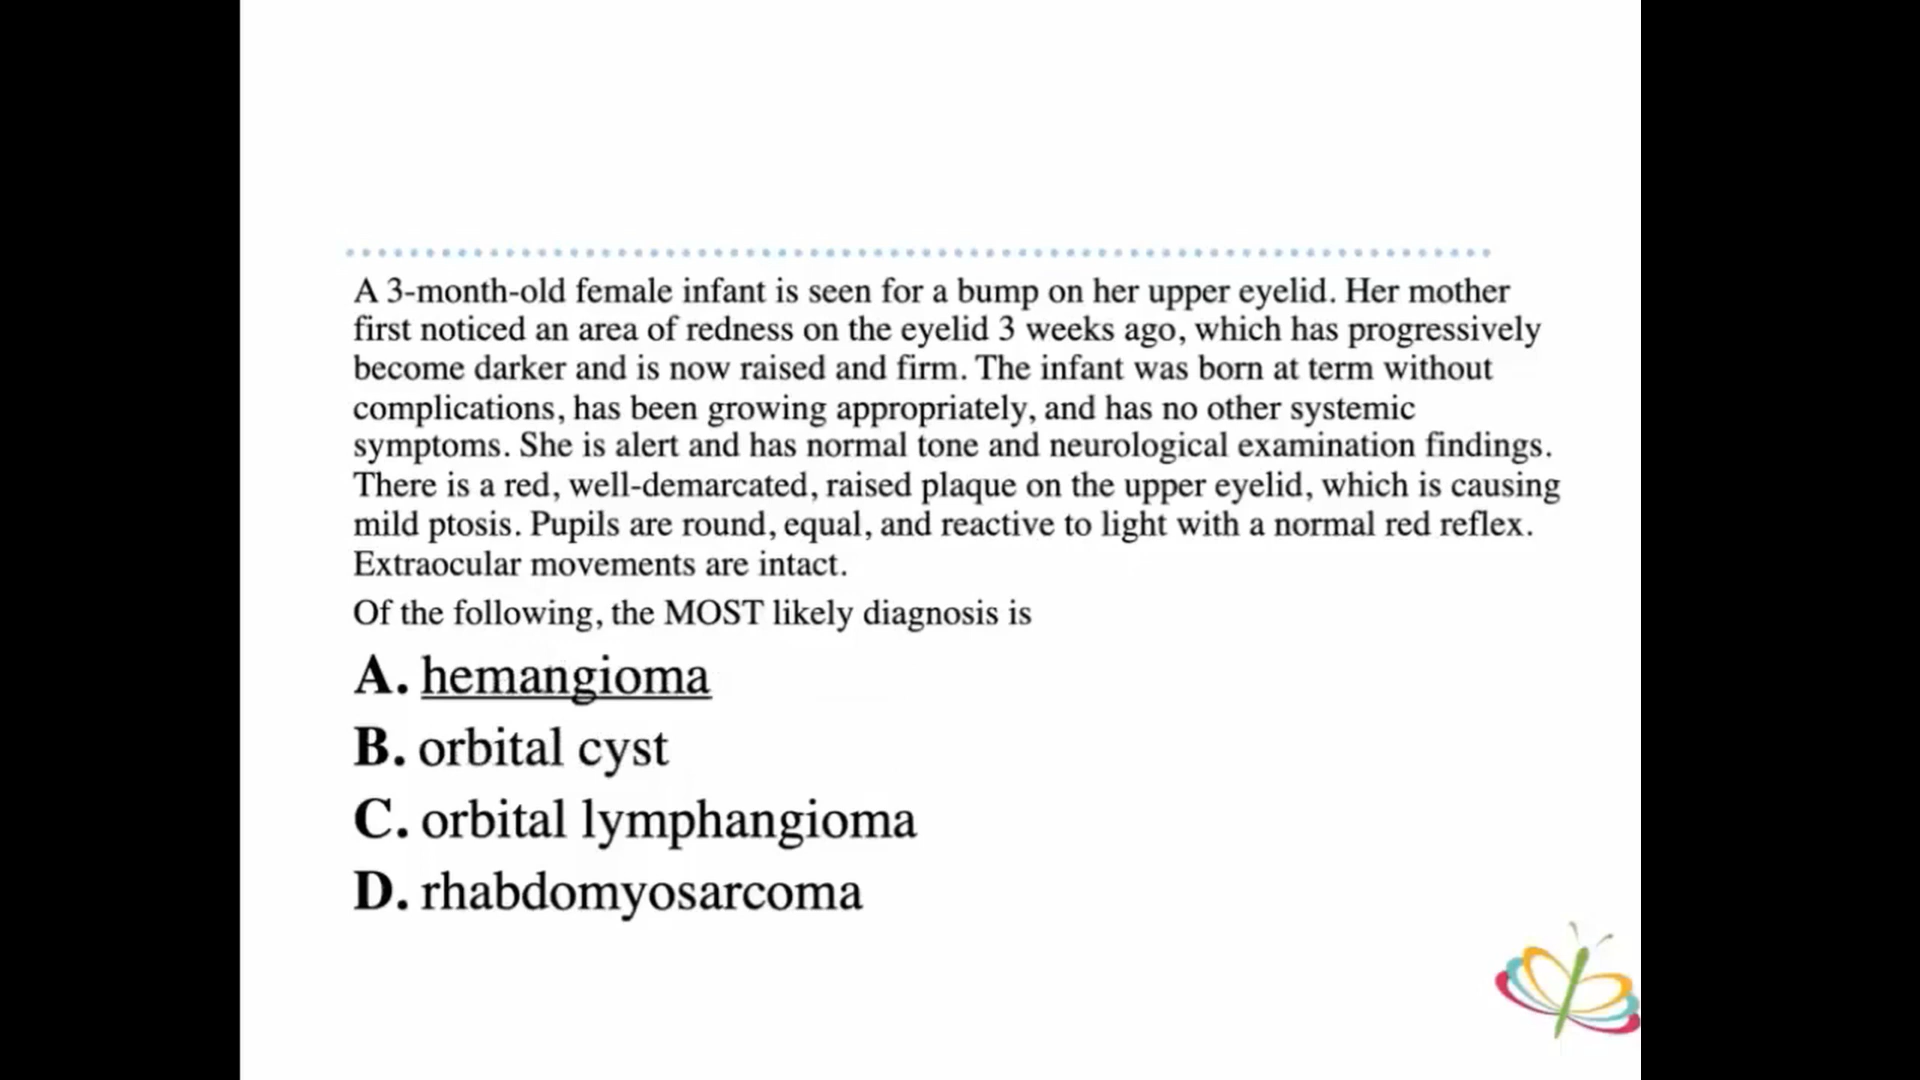 A 3-month-old female infant is seen for a bump on her upper eyelid. Her mother
first noticed an area of redness on the eyelid 3 weeks ago, which has progressively
become darker and is now raised and firm. The infant was born at term without
complications, has been growing appropriately, and has no other systemic
symptoms. She is alert and has normal tone and neurological examination findings.
There is a red, well-demarcated, raised plaque on the upper eyelid, which is causing
mild ptosis. Pupils are round, equal, and reactive to light with a normal red reflex.
Extraocular movements are intact.
Of the following, the MOST likely diagnosis is
A. hemangioma
B. orbital cyst
C. orbital lymphangioma
D. rhabdomyosarcoma